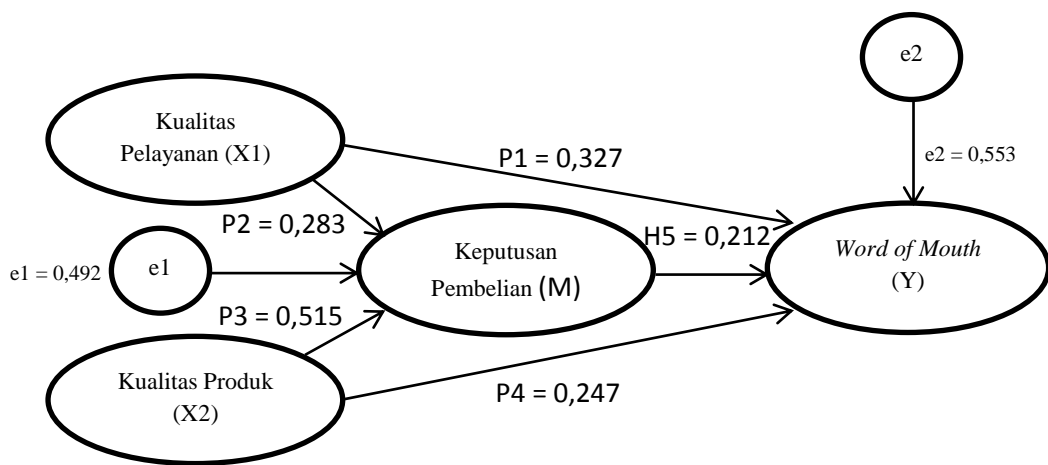 e2
Kualitas
Pelayanan (X1)
P1 = 0,327
e2 = 0,553
P2 = 0,283
H5 = 0,212
Keputusan
Pembelian (M)
Word of Mouth
(Y)
e1 = 0,492
e1
P3 = 0,515
Kualitas Produk
(X2)
P4 = 0,247